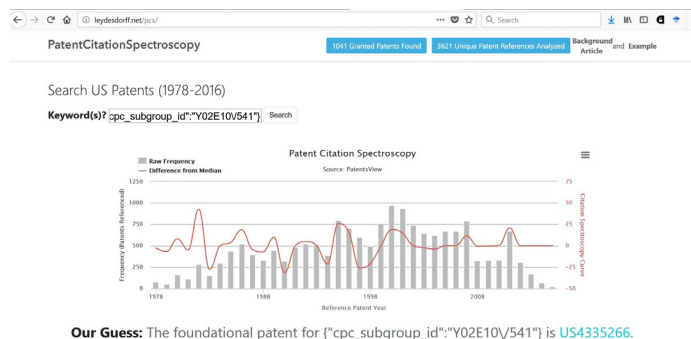 leydesdorff.net/pcs/
Search
PatentCitationSpectroscopy
1041 Granted Patents Found
3621 Unique Patent References Analyzed
Background Article and Example
Search US Patents (1978-2016)
Keyword(s)? cpc_subgroup_id":"Y02E10\/541"} Search
Patent Citation Spectroscopy
Source: PatentsView
Raw Frequency
Difference from Median
1250
1000
750
500
250
0
Frequency (Patents Referenced)
75
50
25
0
-25
-50
Citation Spectroscopy Curve
1978 1988 1998 2008
Reference Patent Year
Our Guess: The foundational patent for {"cpc_subgroup_id":"Y02E10\/541"} is US4335266.